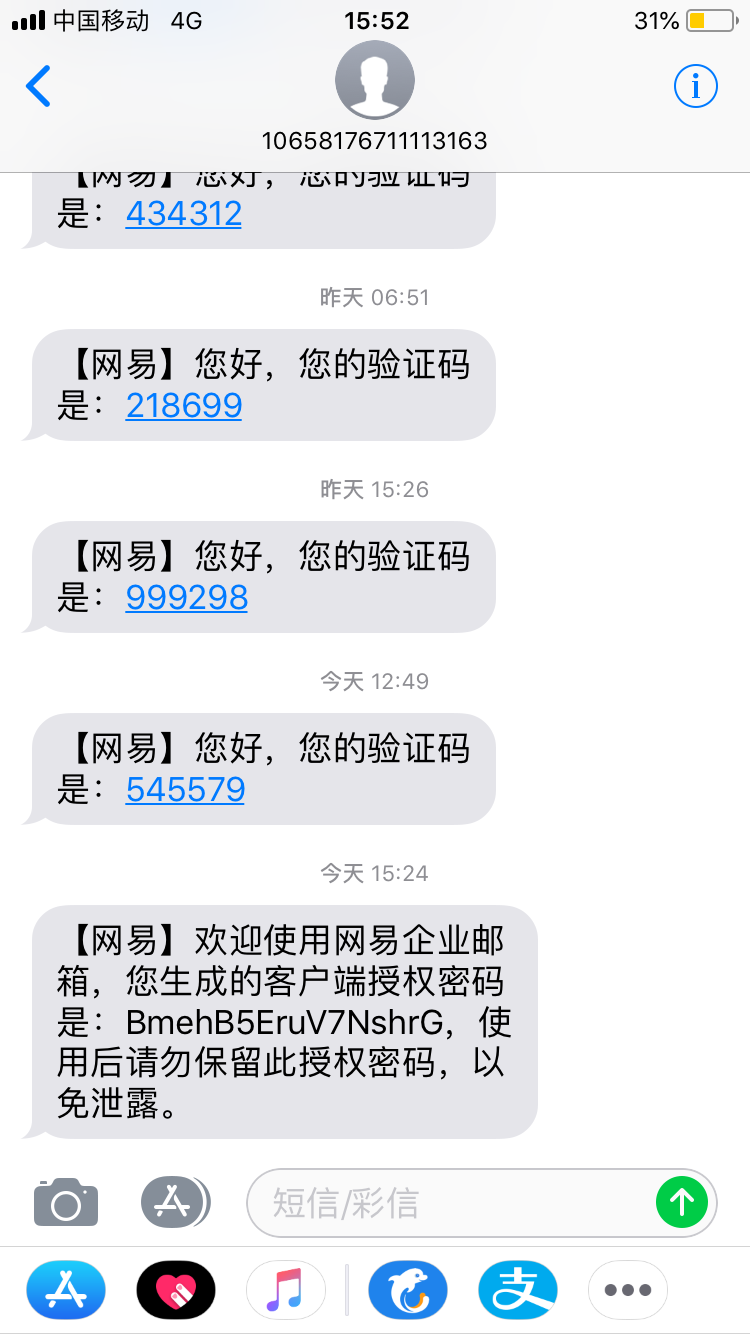 中国移动 4G 15:52 31%
10658176711113163
【网易】您好，您的验证码
是：434312
昨天 06:51
【网易】您好，您的验证码
是：218699
昨天 15:26
【网易】您好，您的验证码
是：999298
今天 12:49
【网易】您好，您的验证码
是：545579
今天 15:24
【网易】欢迎使用网易企业邮
箱，您生成的客户端授权密码
是：BmehB5EruV7NshrG，使
用后请勿保留此授权密码，以
免泄露。
短信/彩信
支